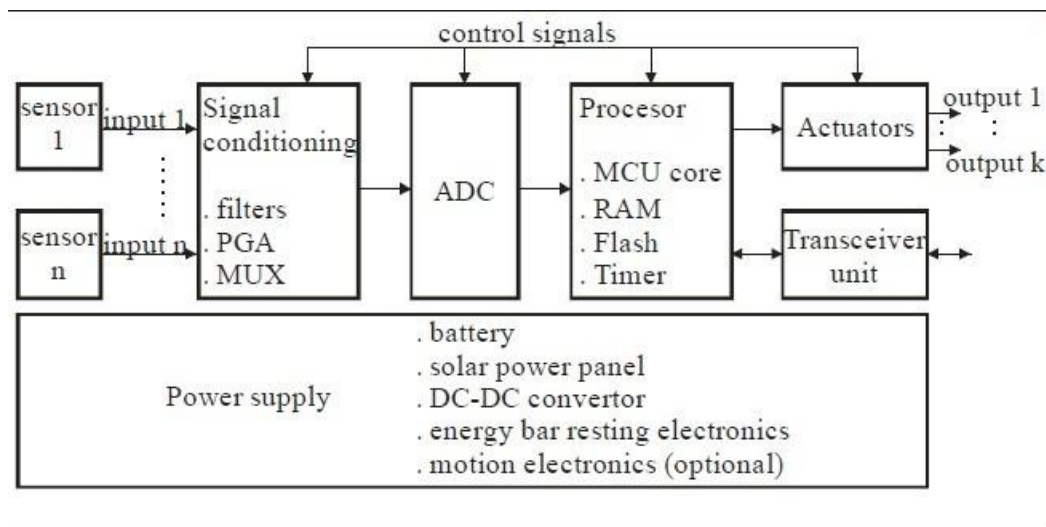 control signals
sensor
1
input 1
sensor
n
input n
Signal
conditioning
. filters
. PGA
. MUX
ADC
Procesor
. MCU core
. RAM
. Flash
. Timer
Actuators
output 1
output k
Transceiver
unit
Power supply
. battery
. solar power panel
. DC-DC convertor
. energy bar resting electronics
. motion electronics (optional)